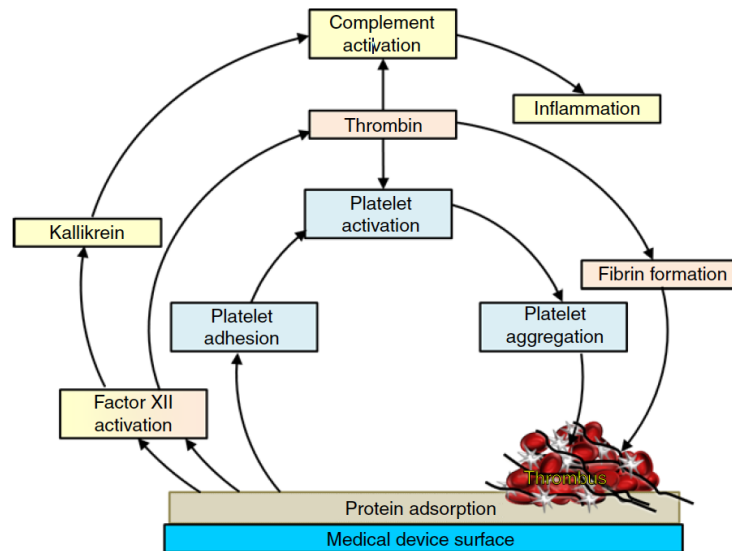 Complement
activation
Inflammation
Thrombin
Platelet
activation
Kallikrein
Fibrin formation
Platelet
adhesion
Platelet
aggregation
Factor XII
activation
Thrombus
Protein adsorption
Medical device surface